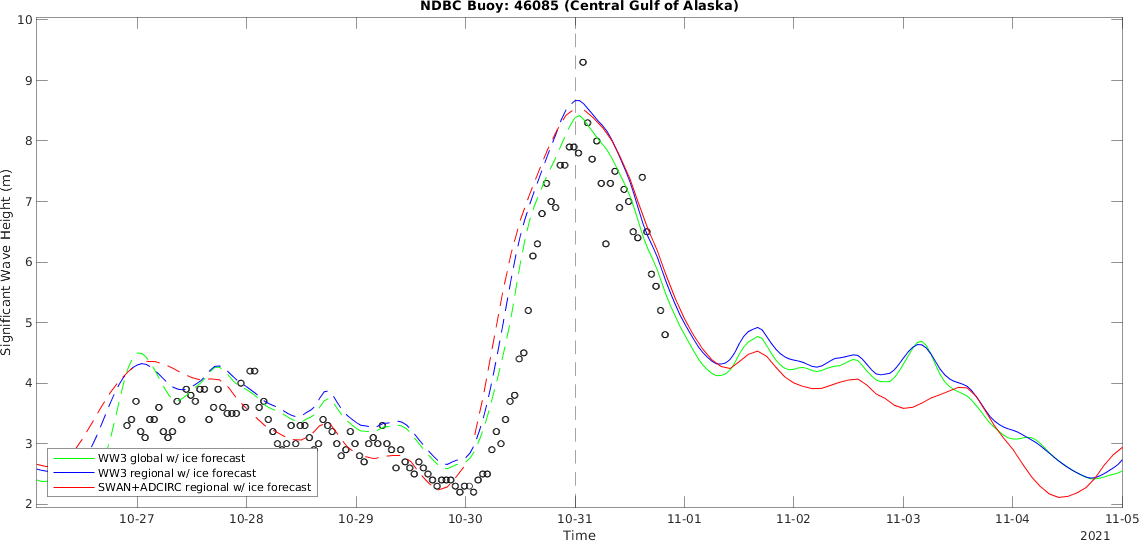 NDBC Buoy: 46085 (Central Gulf of Alaska)
10
9
8
7
6
5
4
3
2
Significant Wave Height (m)
WW3 global w/ ice forecast
WW3 regional w/ ice forecast
SWAN+ADCIRC regional w/ ice forecast
10-27 10-28 10-29 10-30 10-31 11-01 11-02 11-03 11-04 11-05
Time
2021